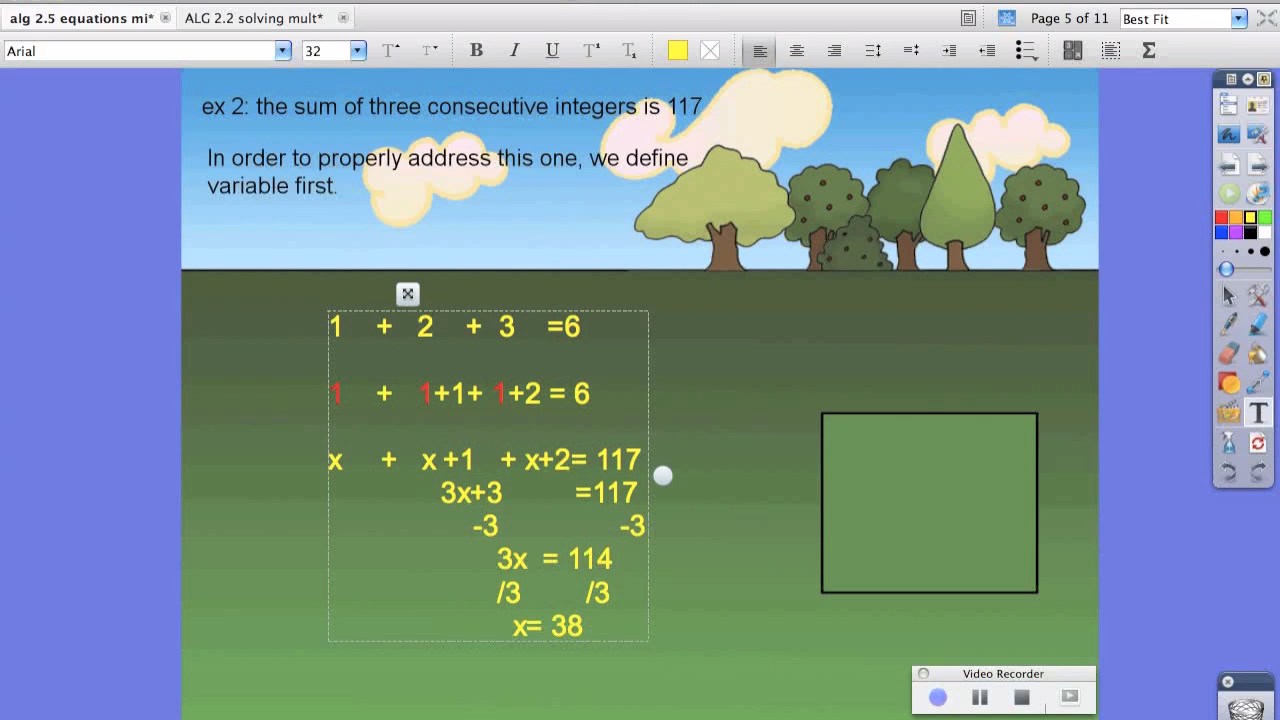 alg 2.5 equations mi*
ALG 2.2 solving mult*
Page 5 of 11
Best Fit
Arial
32
B I U T T
ex 2: the sum of three consecutive integers is 117
In order to properly address this one, we define
variable first.
1 + 2 + 3 =6
1 + 1+1+ 1+2 = 6
x + x +1 + x+2= 117
3x+3 =117
-3 -3
3x = 114
/3 /3
x= 38
T
Video Recorder